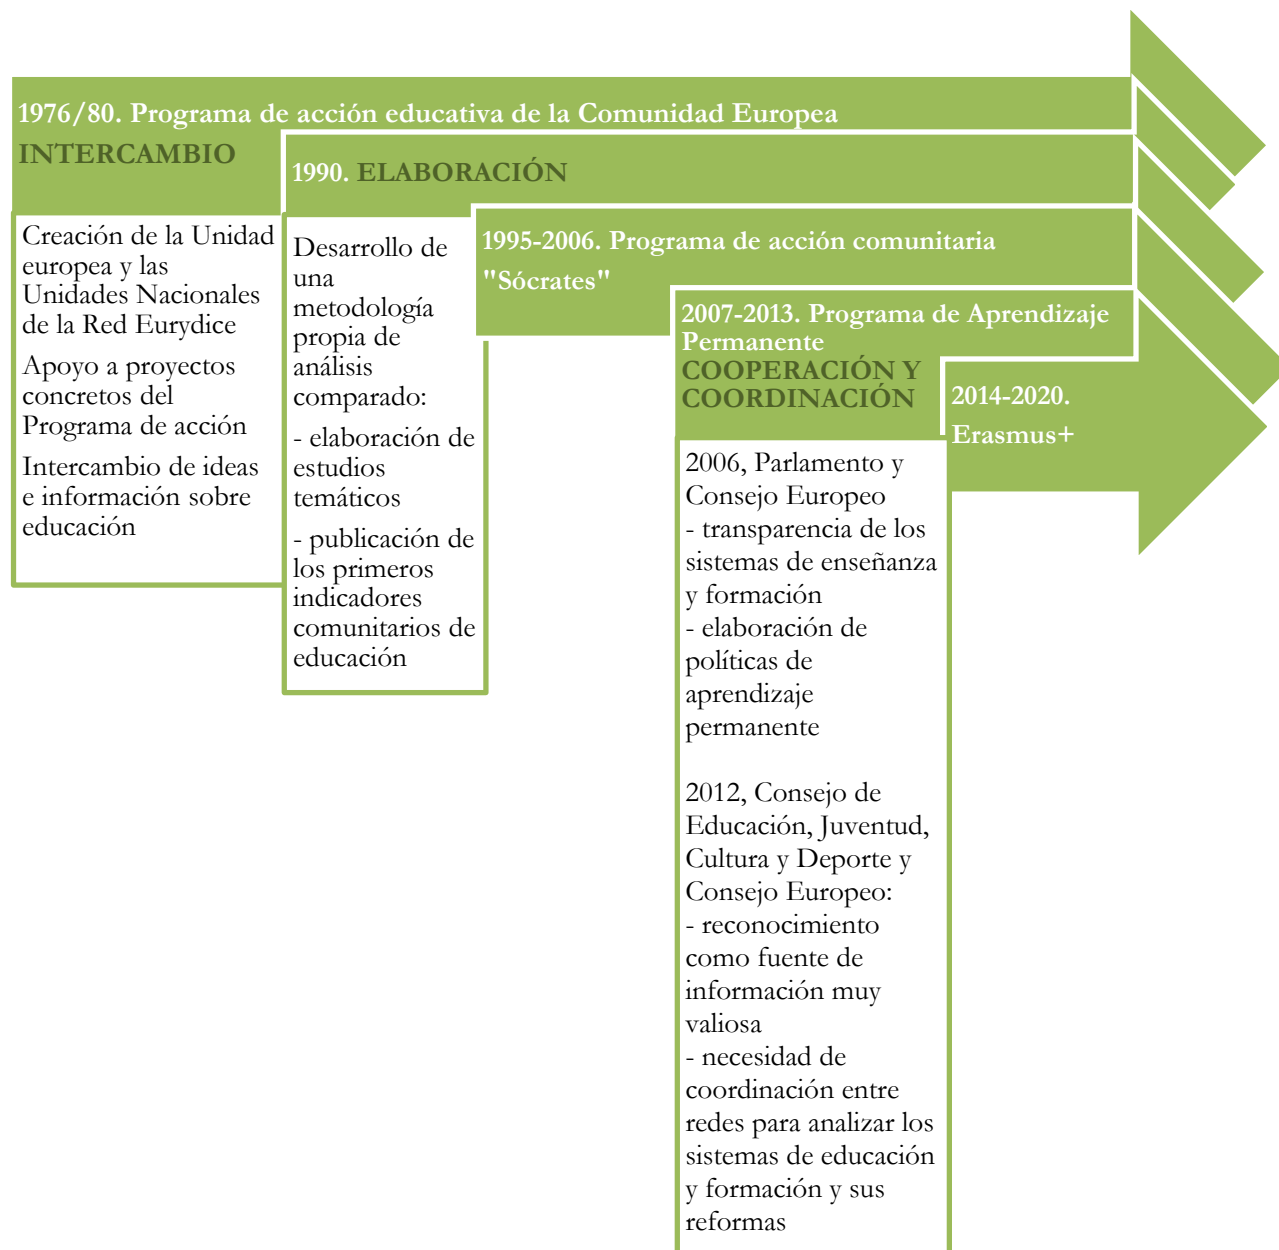 1976/80. Programa de acción educativa de la Comunidad Europea
INTERCAMBIO
Creación de la Unidad
europea y las
Unidades Nacionales
de la Red Eurydice
Apoyo a proyectos
concretos del
Programa de acción
Intercambio de ideas
e información sobre
educación
1990. ELABORACIÓN
Desarrollo de
una
metodología
propia de
análisis
comparado:
- elaboración de
estudios
temáticos
- publicación de
los primeros
indicadores
comunitarios de
educación
1995-2006. Programa de acción comunitaria
"Sócrates"
2007-2013. Programa de Aprendizaje
Permanente
COOPERACIÓN Y
COORDINACIÓN
2006, Parlamento y
Consejo Europeo
- transparencia de los
sistemas de enseñanza
y formación
- elaboración de
políticas de
aprendizaje
permanente
2012, Consejo de
Educación, Juventud,
Cultura y Deporte y
Consejo Europeo:
- reconocimiento
como fuente de
información muy
valiosa
- necesidad de
coordinación entre
redes para analizar los
sistemas de educación
y formación y sus
reformas
2014-2020.
Erasmus+